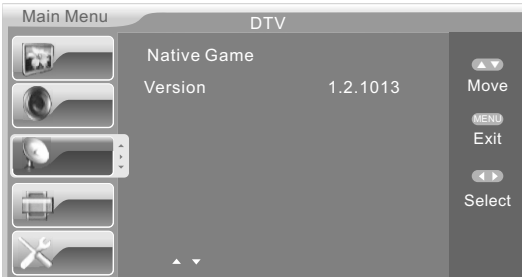 Main Menu
DTV
Native Game
Version 1.2.1013
Move
MENU
Exit
Select